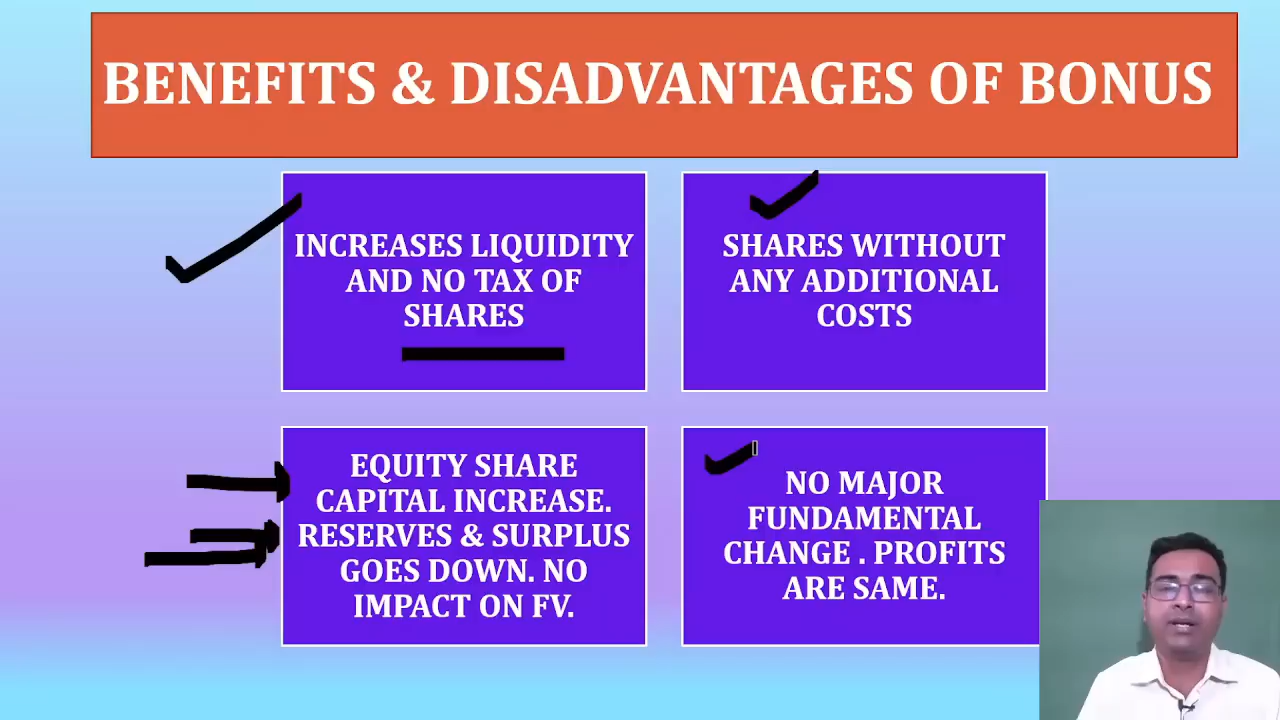 BENEFITS & DISADVANTAGES OF BONUS
INCREASES LIQUIDITY
AND NO TAX OF
SHARES
SHARES WITHOUT
ANY ADDITIONAL
COSTS
EQUITY SHARE
CAPITAL INCREASE.
RESERVES & SURPLUS
GOES DOWN. NO
IMPACT ON FV.
NO MAJOR
FUNDAMENTAL
CHANGE . PROFITS
ARE SAME.